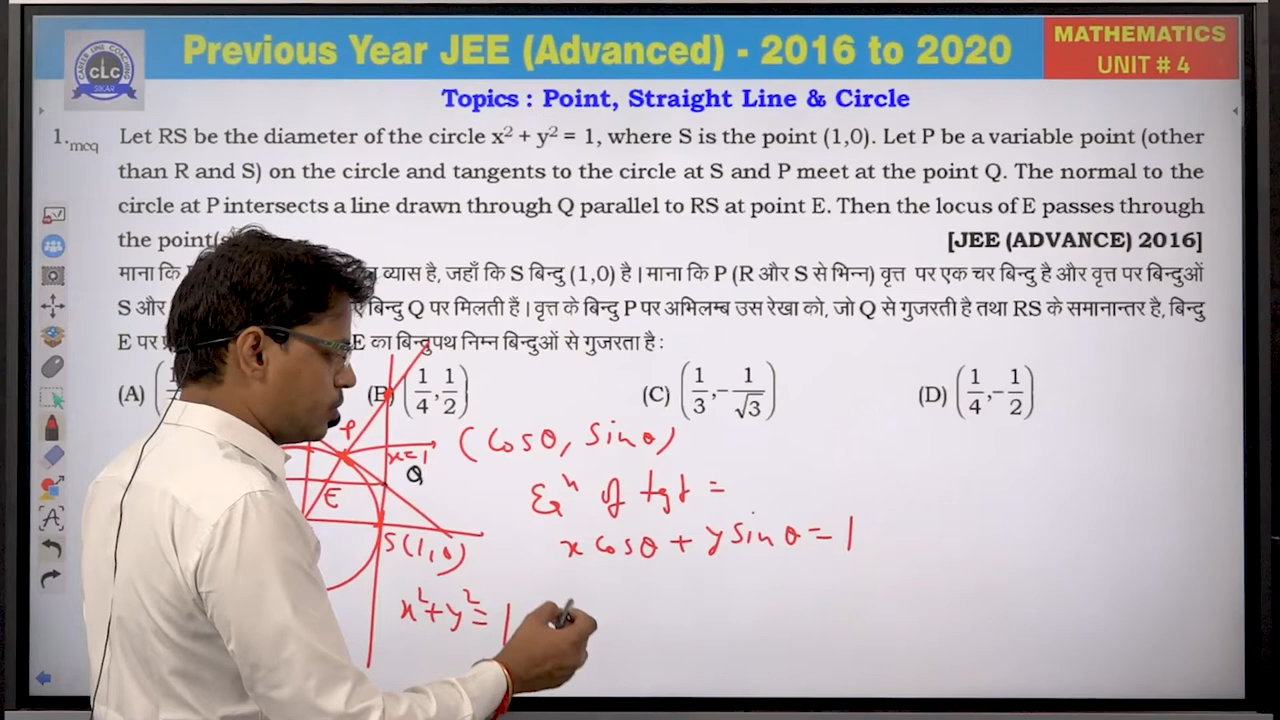 Previous Year JEE (Advanced) - 2016 to 2020
MATHEMATICS
UNIT # 4
CLC
SIKAR
Topics : Point, Straight Line & Circle
1.mcq Let RS be the diameter of the circle x² + y² = 1, where S is the point (1,0). Let P be a variable point (other
than R and S) on the circle and tangents to the circle at S and P meet at the point Q. The normal to the
circle at P intersects a line drawn through Q parallel to RS at point E. Then the locus of E passes through
the point(s
[JEE (ADVANCE) 2016]
माना कि व्यास है, जहाँ कि S बिन्दु (1,0) है। माना कि P (R और S से भिन्न) वृत्त पर एक चर बिन्दु है और वृत्त पर बिन्दुओं
S और बिन्दु Q पर मिलती हैं। वृत्त के बिन्दु P पर अभिलम्ब उस रेखा को, जो Q से गुजरती है तथा RS के समानान्तर है, बिन्दु
E पर E का बिन्दुपथ निम्न बिन्दुओं से गुजरता है :
(A) (B) (1/4, 1/2) (C) (1/3, -1/√3) (D) (1/4, -1/2)
P
x=1
(cosθ, sinθ)
Q
E
Eqⁿ of tgt =
x cosθ + y sinθ = 1
S(1,0)
x²+y²=1